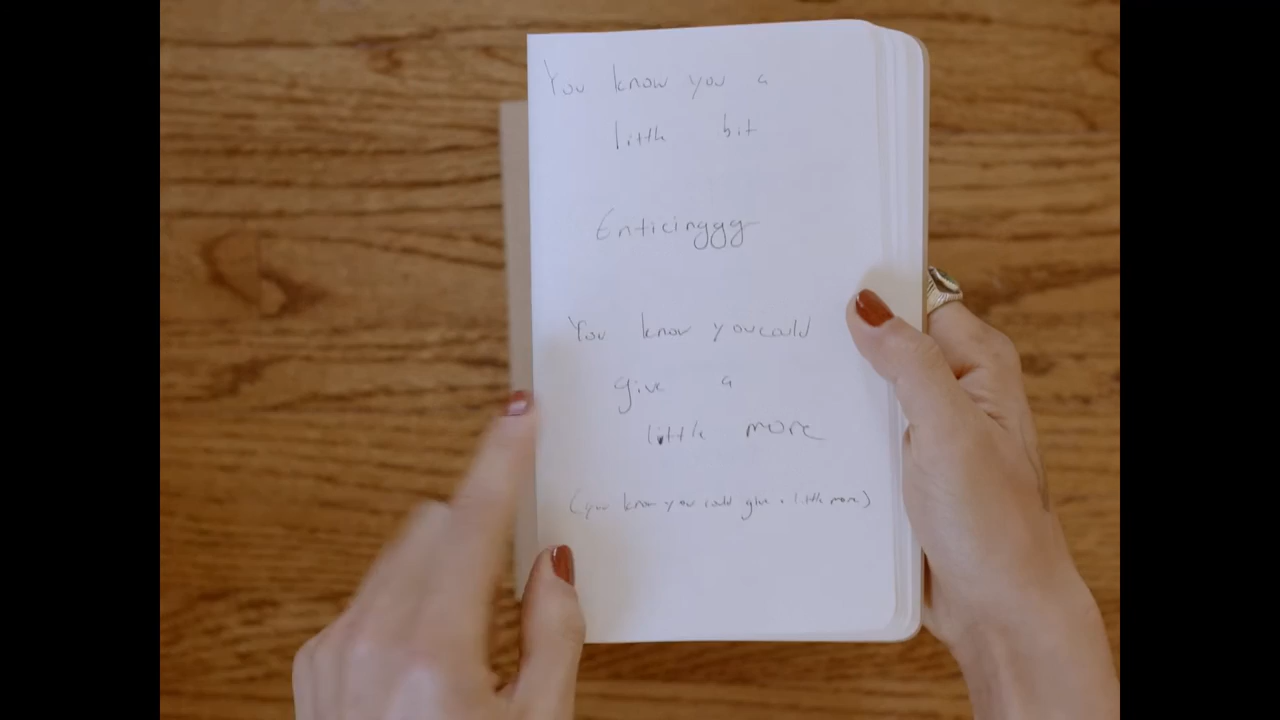 You know you a
little bit
Enticinggg
You know you could
give a
little more
(you know you could give a little more)